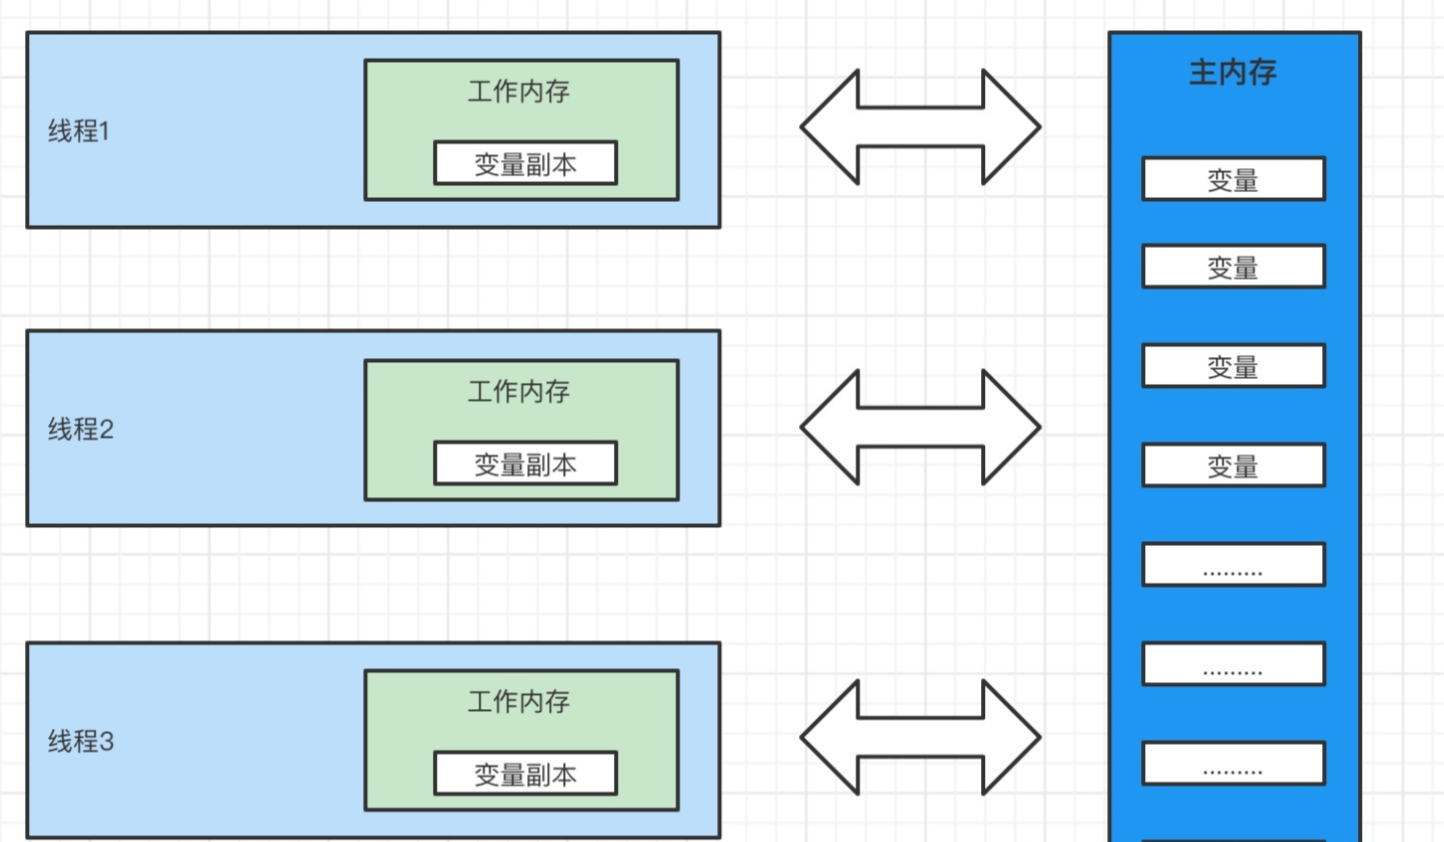 线程1
工作内存
变量副本
线程2
工作内存
变量副本
线程3
工作内存
变量副本
主内存
变量
变量
变量
变量
.........
.........
.........